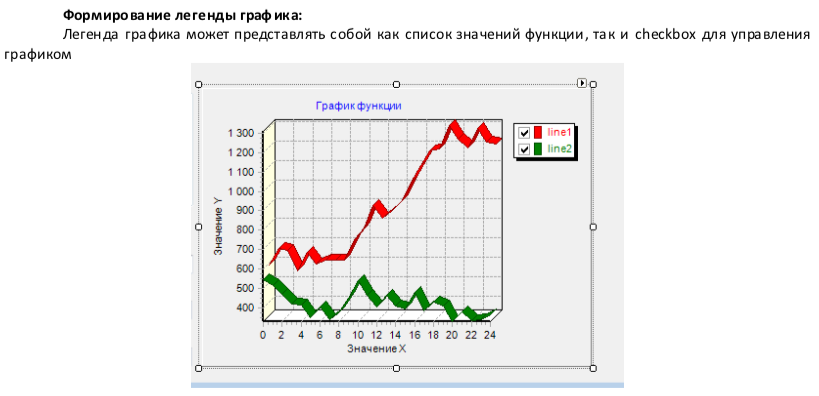 Формирование легенды графика:
Легенда графика может представлять собой как список значений функции, так и checkbox для управления
графиком
График функции
1 300
1 200
1 100
1 000
900
800
700
600
500
400
Значение Y
0 2 4 6 8 10 12 14 16 18 20 22 24
Значение X
line1
line2